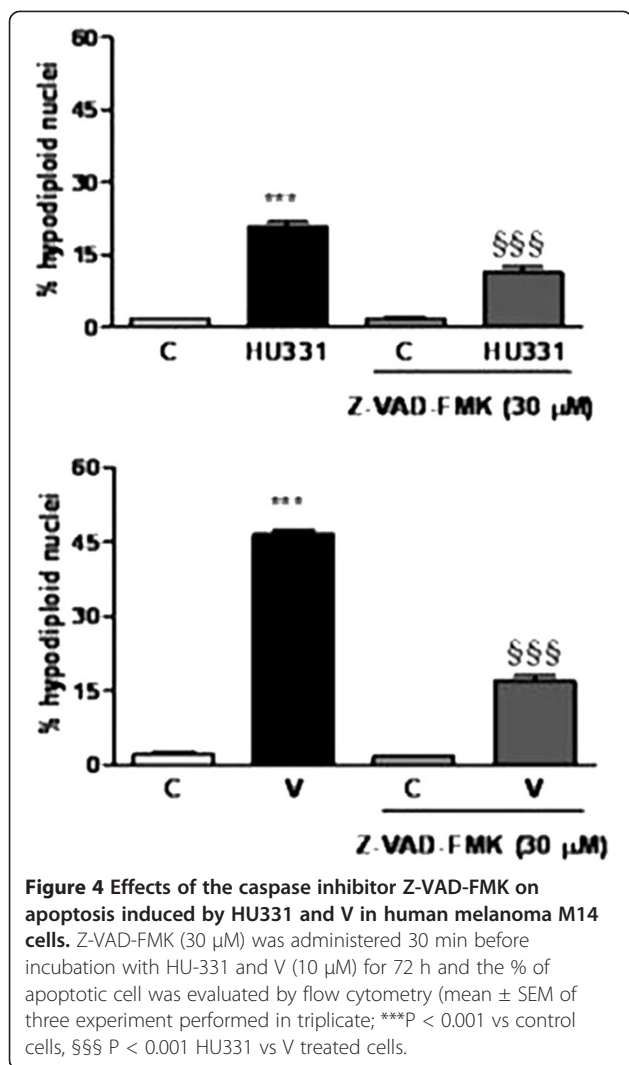 60
45
30
15
0
% hypodiploid nuclei
***
§§§
C HU331 C HU331
Z-VAD-FMK (30 µM)
60
45
30
15
0
% hypodiploid nuclei
***
§§§
C V C V
Z-VAD-FMK (30 µM)
Figure 4 Effects of the caspase inhibitor Z-VAD-FMK on
apoptosis induced by HU331 and V in human melanoma M14
cells. Z-VAD-FMK (30 µM) was administered 30 min before
incubation with HU-331 and V (10 µM) for 72 h and the % of
apoptotic cell was evaluated by flow cytometry (mean ± SEM of
three experiment performed in triplicate; ***P < 0.001 vs control
cells, §§§ P < 0.001 HU331 vs V treated cells.